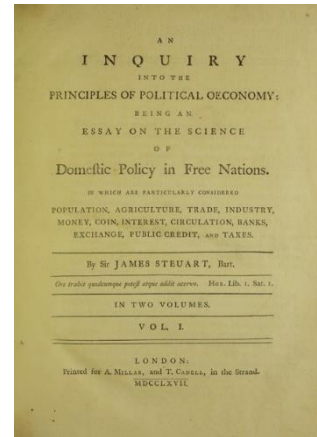 AN
INQUIRY
INTO THE
PRINCIPLES OF POLITICAL OECONOMY:
BEING AN
ESSAY ON THE SCIENCE
OF
Domeſtic Policy in Free Nations.
IN WHICH ARE PARTICULARLY CONSIDERED
POPULATION, AGRICULTURE, TRADE, INDUSTRY,
MONEY, COIN, INTEREST, CIRCULATION, BANKS,
EXCHANGE, PUBLIC CREDIT, AND TAXES.
By Sir JAMES STEUART, Bart.
Ore trahit quodcumque poteſt atque addit acervo. HOR. Lib. 1. Sat. 1.
IN TWO VOLUMES.
VOL. I.
LONDON:
Printed for A. MILLAR, and T. CADELL, in the Strand.
MDCCLXVII.